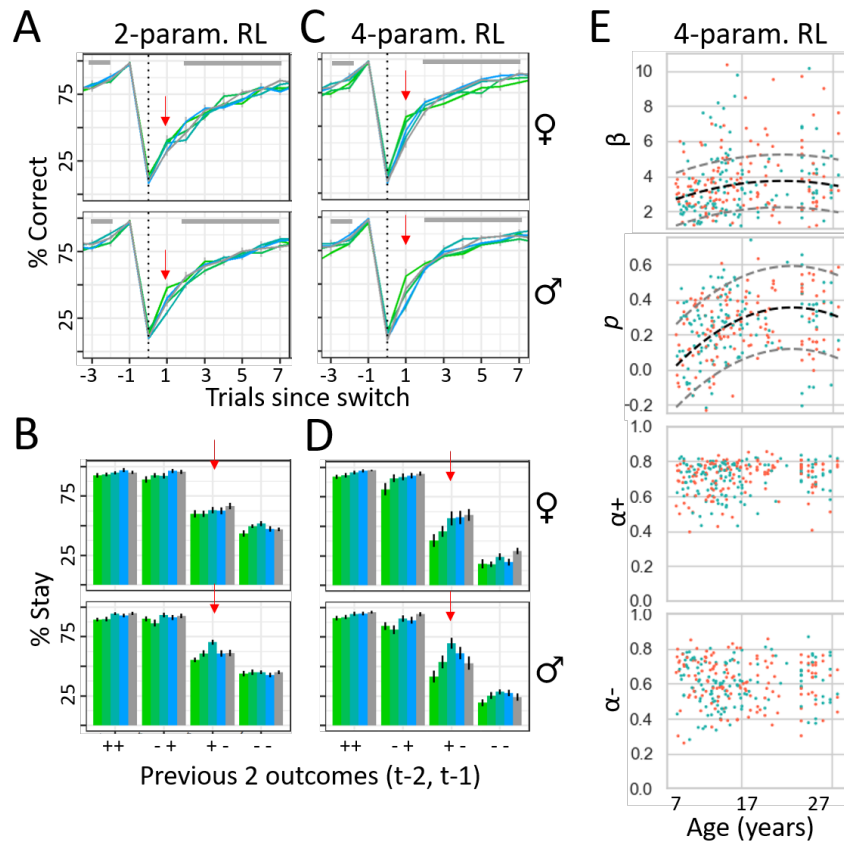 A
2-param. RL
C
4-param. RL
E
4-param. RL
% Correct
75
25
75
25
♀
♂
-3 -1 1 3 5 7
-3 -1 1 3 5 7
Trials since switch
B
D
% Stay
75
25
75
25
♀
♂
++ - + + - - -
++ - + + - - -
Previous 2 outcomes (t-2, t-1)
β
10
8
6
4
2
p
0.6
0.4
0.2
0.0
-0.2
α+
1.0
0.8
0.6
0.4
0.2
0.0
α-
0.8
0.6
0.4
0.0
7 17 27
Age (years)